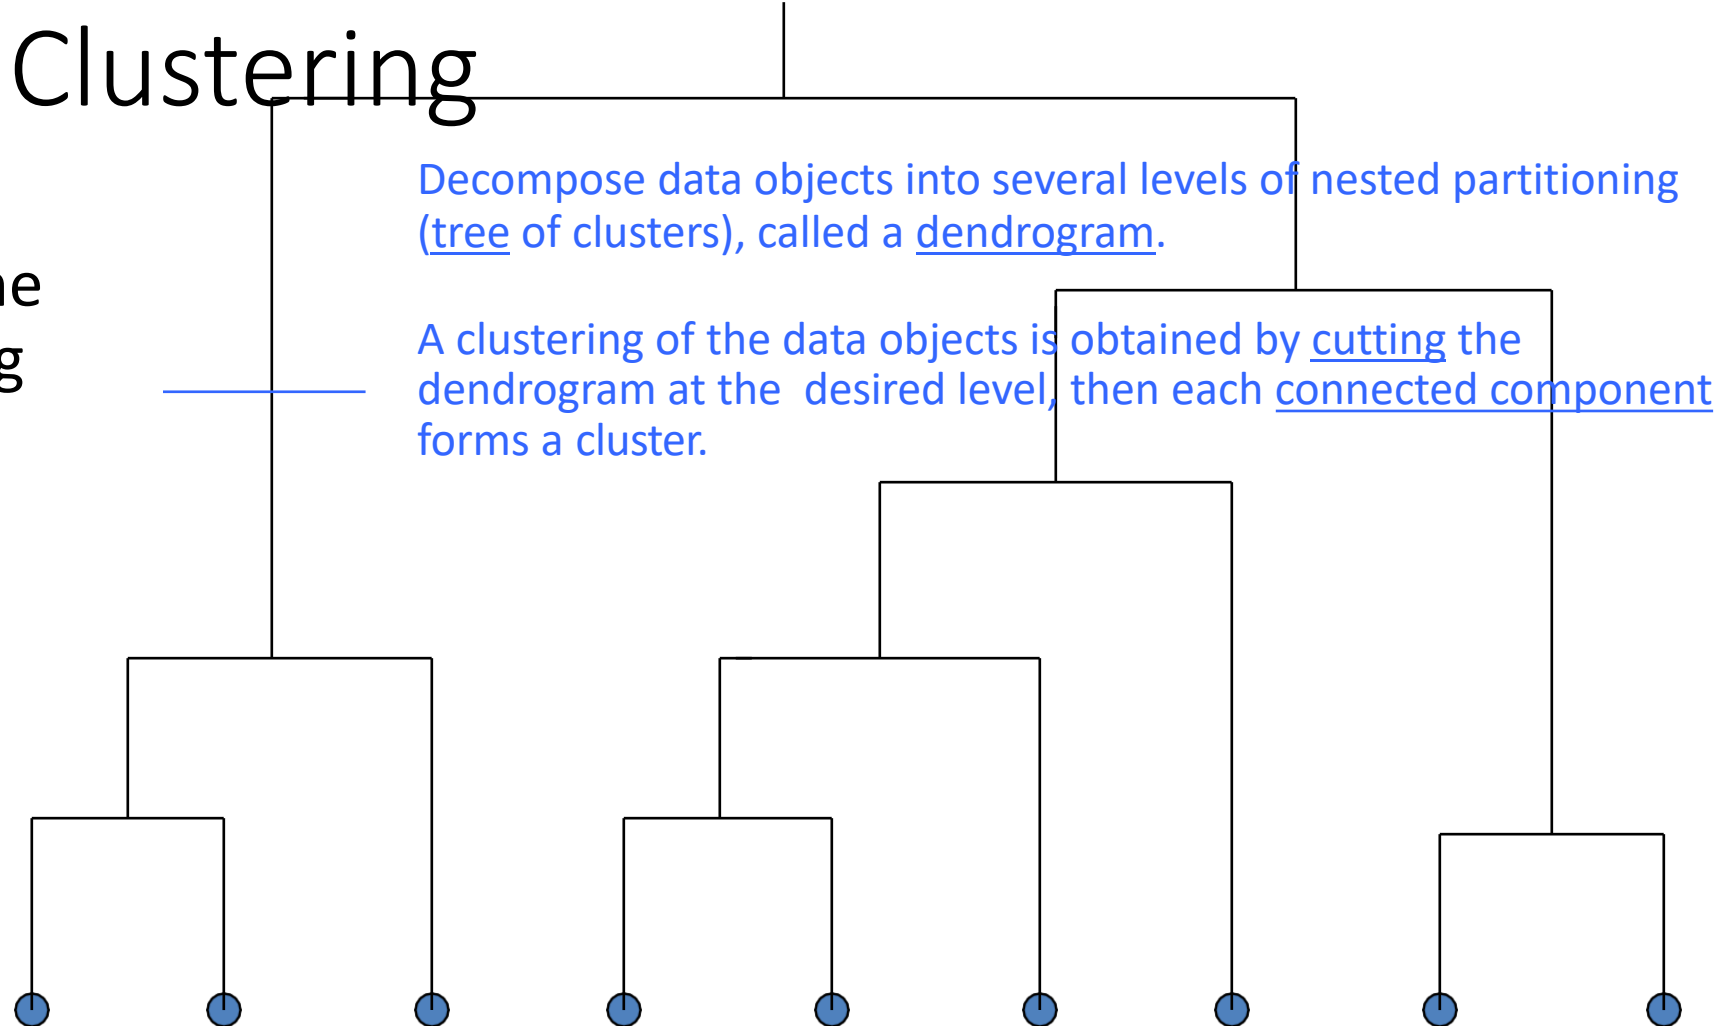 Clustering
Decompose data objects into several levels of nested partitioning
(tree of clusters), called a dendrogram.
A clustering of the data objects is obtained by cutting the
dendrogram at the  desired level, then each connected component
forms a cluster.